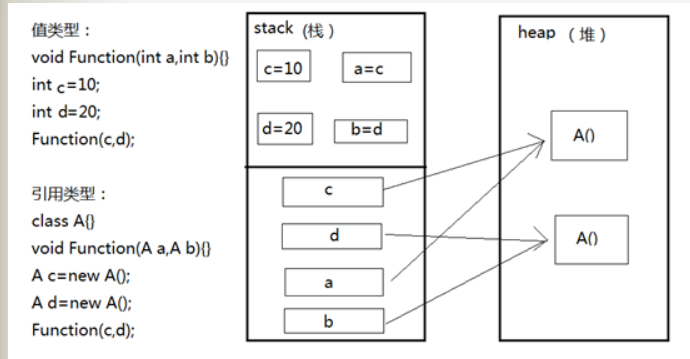 值类型：
void Function(int a,int b){}
int c=10;
int d=20;
Function(c,d);
引用类型：
class A{}
void Function(A a,A b){}
A c=new A();
A d=new A();
Function(c,d);
stack (栈)
c=10
a=c
d=20
b=d
c
d
a
b
heap （堆）
A()
A()